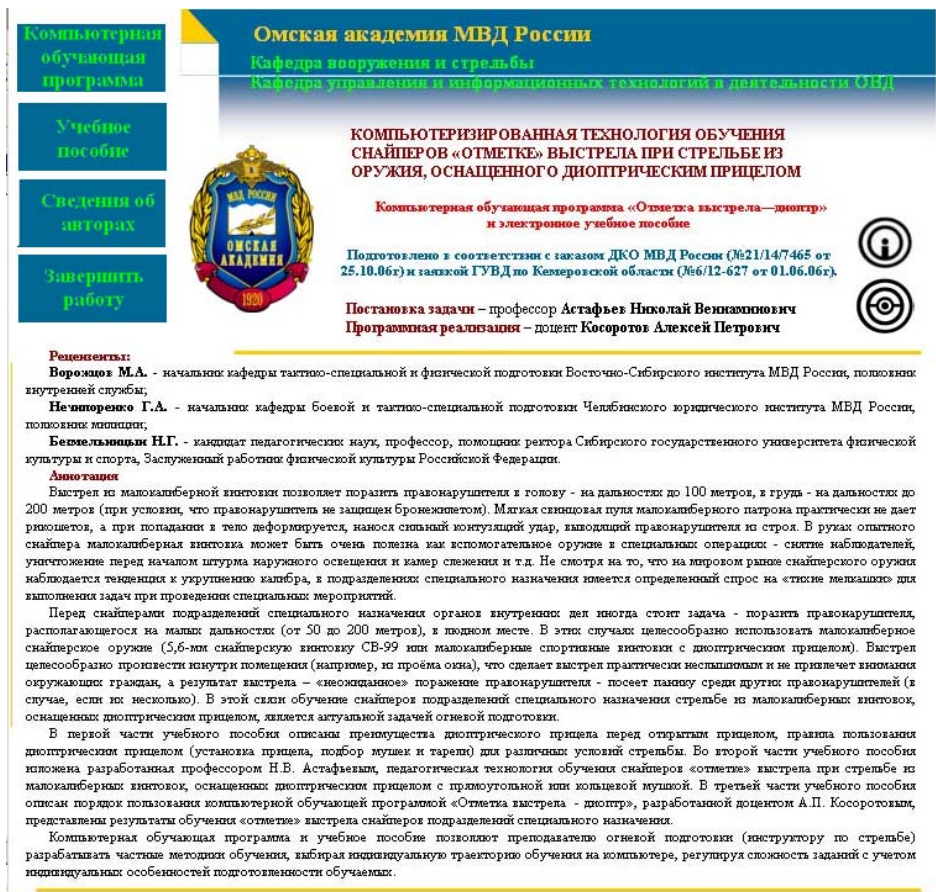 Компьютерная
обучающая
программа
Учебное
пособие
Сведения об
авторах
Завершить
работу
Омская академия МВД России
Кафедра вооружения и стрельбы
Кафедра управления и информационных технологий в деятельности ОВД
МВД РОССИИ
ОМСКАЯ
АКАДЕМИЯ
1920
КОМПЬЮТЕРИЗИРОВАННАЯ ТЕХНОЛОГИЯ ОБУЧЕНИЯ
СНАЙПЕРОВ «ОТМЕТКЕ» ВЫСТРЕЛА ПРИ СТРЕЛЬБЕ ИЗ
ОРУЖИЯ, ОСНАЩЕННОГО ДИОПТРИЧЕСКИМ ПРИЦЕЛОМ
Компьютерная обучающая программа «Отметка выстрела—диоптр»
и электронное учебное пособие
Подготовлено в соответствии с заказом ДКО МВД России (№21/14/7465 от
25.10.06г) и заявкой ГУВД по Кемеровской области (№6/12-627 от 01.06.06г).
Постановка задачи – профессор Астафьев Николай Вениаминович
Программная реализация – доцент Косоротов Алексей Петрович
Рецензенты:
Ворожцов М.А. - начальник кафедры тактико-специальной и физической подготовки Восточно-Сибирского института МВД России, полковник
внутренней службы;
Нечипоренко Г.А. - начальник кафедры боевой и тактико-специальной подготовки Челябинского юридического института МВД России,
полковник милиции;
Безмельницын Н.Г. - кандидат педагогических наук, профессор, помощник ректора Сибирского государственного университета физической
культуры и спорта, Заслуженный работник физической культуры Российской Федерации.
Аннотация
Выстрел из малокалиберной винтовки позволяет поразить правонарушителя в голову - на дальностях до 100 метров, в грудь - на дальностях до
200 метров (при условии, что правонарушитель не защищен бронежилетом). Мягкая свинцовая пуля малокалиберного патрона практически не дает
рикошетов, а при попадании в тело деформируется, нанося сильный контузящий удар, выводящий правонарушителя из строя. В руках опытного
снайпера малокалиберная винтовка может быть очень полезна как вспомогательное оружие в специальных операциях - снятие наблюдателей,
уничтожение перед началом штурма наружного освещения и камер слежения и т.д. Не смотря на то, что на мировом рынке снайперского оружия
наблюдается тенденция к укрупнению калибра, в подразделениях специального назначения имеется определенный спрос на «тихие мелкашки» для
выполнения задач при проведении специальных мероприятий.
Перед снайперами подразделений специального назначения органов внутренних дел иногда стоит задача - поразить правонарушителя,
располагающегося на малых дальностях (от 50 до 200 метров), в людном месте. В этих случаях целесообразно использовать малокалиберное
снайперское оружие (5,6-мм снайперскую винтовку СВ-99 или малокалиберные спортивные винтовки с диоптрическим прицелом). Выстрел
целесообразно произвести изнутри помещения (например, из проёма окна), что сделает выстрел практически неслышимым и не привлечет внимания
окружающих граждан, а результат выстрела – «неожиданное» поражение правонарушителя - посеет панику среди других правонарушителей (в
случае, если их несколько). В этой связи обучение снайперов подразделений специального назначения стрельбе из малокалиберных винтовок,
оснащенных диоптрическим прицелом, является актуальной задачей огневой подготовки.
В первой части учебного пособия описаны преимущества диоптрического прицела перед открытым прицелом, правила пользования
диоптрическим прицелом (установка прицела, подбор мушек и тарели) для различных условий стрельбы. Во второй части учебного пособия
изложена разработанная профессором Н.В. Астафьевым, педагогическая технология обучения снайперов «отметке» выстрела при стрельбе из
малокалиберных винтовок, оснащенных диоптрическим прицелом с прямоугольной или кольцевой мушкой. В третьей части учебного пособия
описан порядок пользования компьютерной обучающей программой «Отметка выстрела - диоптр», разработанной доцентом А.П. Косоротовым,
представлены результаты обучения «отметке» выстрела снайперов подразделений специального назначения.
Компьютерная обучающая программа и учебное пособие позволяют преподавателю огневой подготовки (инструктору по стрельбе)
разрабатывать частные методики обучения, выбирая индивидуальную траекторию обучения на компьютере, регулируя сложность заданий с учетом
индивидуальных особенностей подготовленности обучаемых.